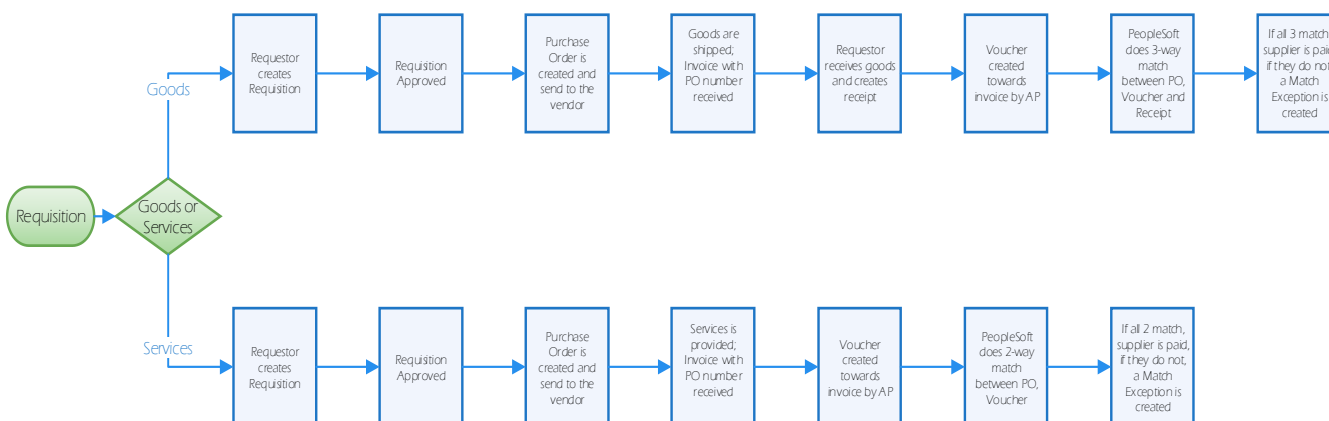 Requestor
creates
Requisition
Requistion
Approved
Purchase
Order is
created and
send to the
vendor
Goods are
shipped;
Invoice with
PO number
received
Requestor
receives goods
and creates
receipt
Voucher
created
towards
invoice by AP
PeopleSoft
does 3-way
match
between PO,
Voucher and
Receipt
If all 3 match,
supplier is paid,
if they do not,
a Match
Exception is
created
Goods
Requisition
Goods or
Services
Services
Requestor
creates
Requisition
Requistion
Approved
Purchase
Order is
created and
send to the
vendor
Services is
provided;
Invoice with
PO number
received
Voucher
created
towards
invoice by AP
PeopleSoft
does 2-way
match
between PO,
Voucher
If all 2 match,
supplier is paid,
if they do not,
a Match
Exception is
created